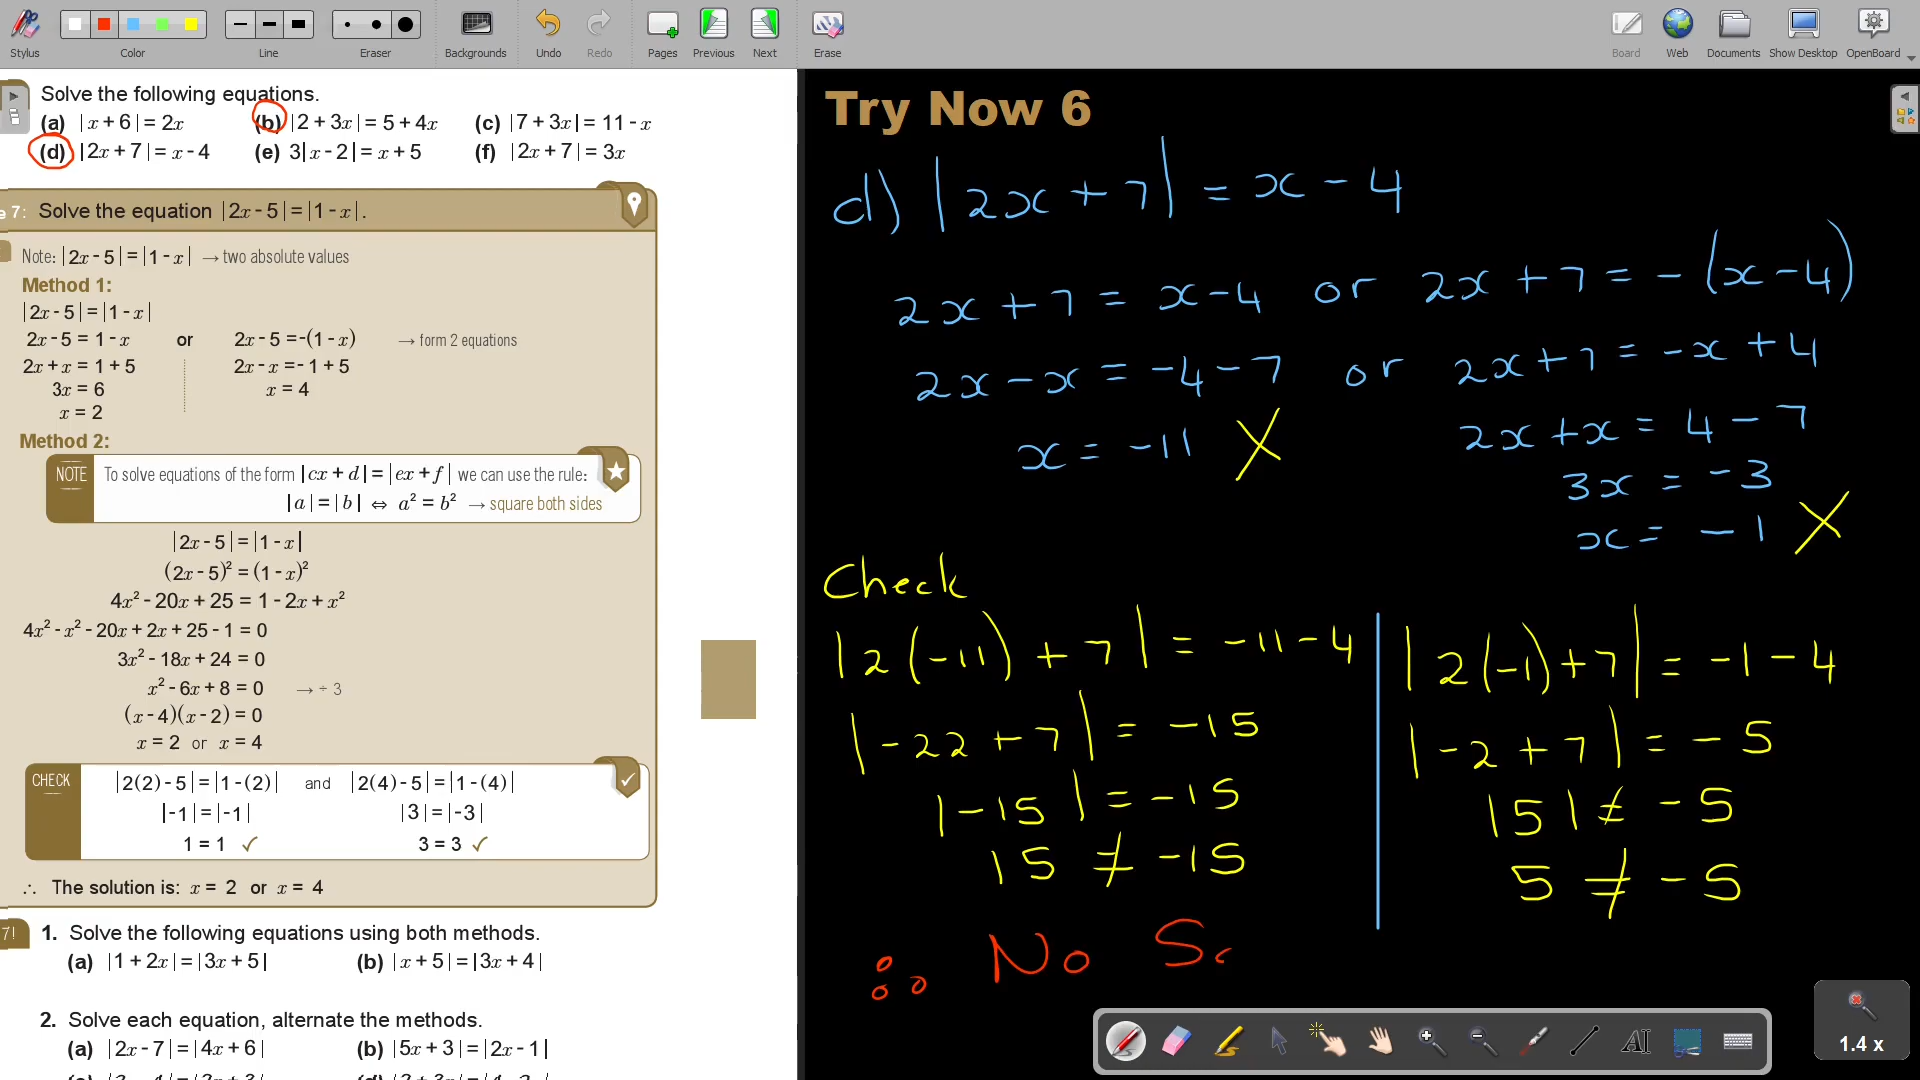 Stylus Color Line Eraser Backgrounds Undo Redo Pages Previous Next Erase Board Web Documents Show Desktop OpenBoard
Solve the following equations.
(a) |x + 6| = 2x (b) |2 + 3x| = 5 + 4x (c) |7 + 3x| = 11 - x
(d) |2x + 7| = x - 4 (e) 3|x - 2| = x + 5 (f) |2x + 7| = 3x
e 7: Solve the equation |2x - 5| = |1 - x|.
Note: |2x - 5| = |1 - x| → two absolute values
Method 1:
|2x - 5| = |1 - x|
2x - 5 = 1 - x or 2x - 5 = -(1 - x) → form 2 equations
2x + x = 1 + 5 2x - x = - 1 + 5
3x = 6 x = 4
x = 2
Method 2:
NOTE To solve equations of the form |cx + d| = |ex + f| we can use the rule:
|a| = |b| ⇔ a² = b² → square both sides
|2x - 5| = |1 - x|
(2x - 5)² = (1 - x)²
4x² - 20x + 25 = 1 - 2x + x²
4x² - x² - 20x + 2x + 25 - 1 = 0
3x² - 18x + 24 = 0
x² - 6x + 8 = 0 → ÷ 3
(x - 4)(x - 2) = 0
x = 2 or x = 4
CHECK |2(2) - 5| = |1 - (2)| and |2(4) - 5| = |1 - (4)|
|-1| = |-1| |3| = |-3|
1 = 1 ✓ 3 = 3 ✓
∴ The solution is: x = 2 or x = 4
7!
1. Solve the following equations using both methods.
(a) |1 + 2x| = |3x + 5| (b) |x + 5| = |3x + 4|
2. Solve each equation, alternate the methods.
(a) |2x - 7| = |4x + 6| (b) |5x + 3| = |2x - 1|
Try Now 6
d) |2x + 7| = x - 4
2x + 7 = x - 4 or 2x + 7 = - (x - 4)
2x - x = -4 - 7 or 2x + 7 = -x + 4
x = -11 X 2x + x = 4 - 7
3x = -3
x = -1 X
Check
|2(-11) + 7| = -11 - 4 |2(-1) + 7| = -1 - 4
|-22 + 7| = -15 |-2 + 7| = -5
|-15| = -15 |5| ≠ -5
15 ≠ -15 5 ≠ -5
∴ No So
1.4 x